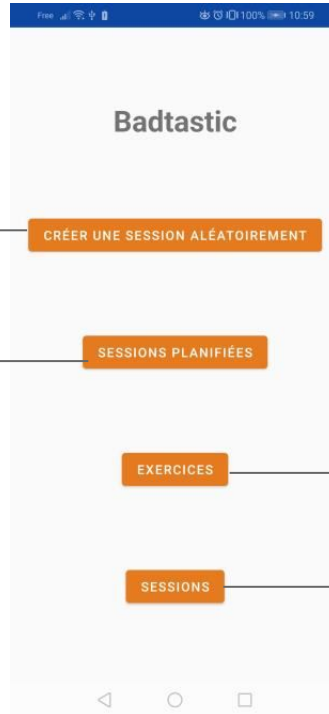 Free 100% 10:59
Badtastic
CRÉER UNE SESSION ALÉATOIREMENT
SESSIONS PLANIFIÉES
EXERCICES
SESSIONS